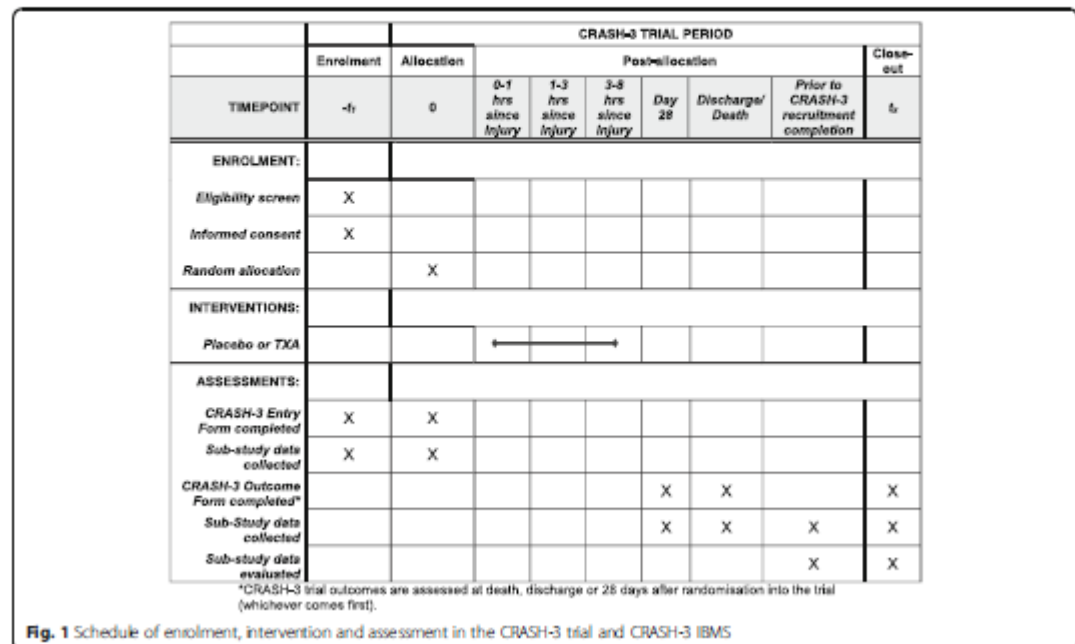 CRASH-3 TRIAL PERIOD
Enrolment Allocation Post-allocation Close-out
TIMEPOINT -t₁ 0 0-1 hrs since Injury 1-3 hrs since Injury 3-8 hrs since Injury Day 28 Discharge/ Death Prior to CRASH-3 recruitment completion tₓ
ENROLMENT:
Eligibility screen X
Informed consent X
Random allocation X
INTERVENTIONS:
Placebo or TXA
ASSESSMENTS:
CRASH-3 Entry Form completed X X
Sub-study data collected X X
CRASH-3 Outcome Form completed* X X X
Sub-Study data collected X X X X
Sub-study data evaluated X X
*CRASH-3 trial outcomes are assessed at death, discharge or 28 days after randomisation into the trial
(whichever comes first).
Fig. 1 Schedule of enrolment, intervention and assessment in the CRASH-3 trial and CRASH-3 IBMS